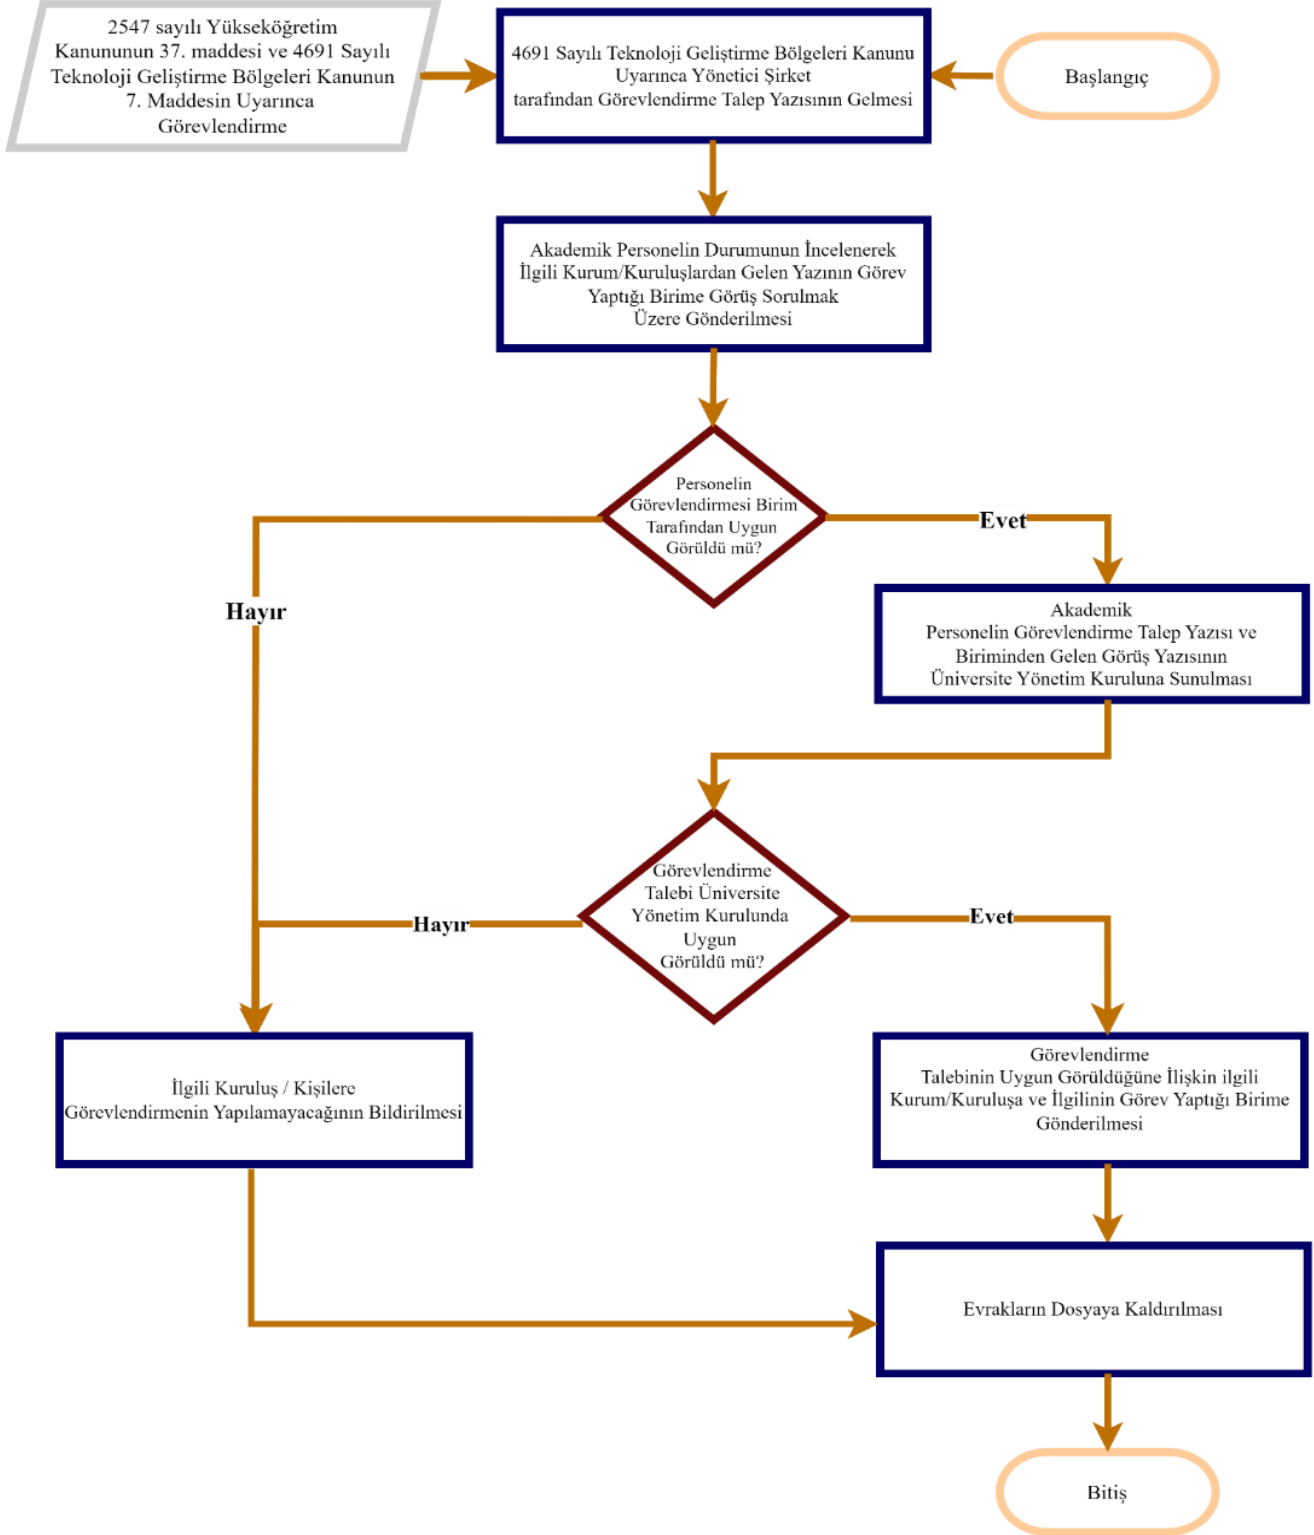 2547 sayılı Yükseköğretim
Kanununun 37. maddesi ve 4691 Sayılı
Teknoloji Geliştirme Bölgeleri Kanunun
7. Maddesin Uyarınca
Görevlendirme
4691 Sayılı Teknoloji Geliştirme Bölgeleri Kanunu
Uyarınca Yönetici Şirket
tarafından Görevlendirme Talep Yazısının Gelmesi
Başlangıç
Akademik Personelin Durumunun İncelenerek
İlgili Kurum/Kuruluşlardan Gelen Yazının Görev
Yaptığı Birime Görüş Sorulmak
Üzere Gönderilmesi
Personelin
Görevlendirmesi Birim
Tarafından Uygun
Görüldü mü?
Evet
Hayır
Akademik
Personelin Görevlendirme Talep Yazısı ve
Biriminden Gelen Görüş Yazısının
Üniversite Yönetim Kuruluna Sunulması
Görevlendirme
Talebi Üniversite
Yönetim Kurulunda
Uygun
Görüldü mü?
Hayır
Evet
İlgili Kuruluş / Kişilere
Görevlendirmenin Yapılamayacağının Bildirilmesi
Görevlendirme
Talebinin Uygun Görüldüğüne İlişkin ilgili
Kurum/Kuruluşa ve İlgilinin Görev Yaptığı Birime
Gönderilmesi
Evrakların Dosyaya Kaldırılması
Bitiş